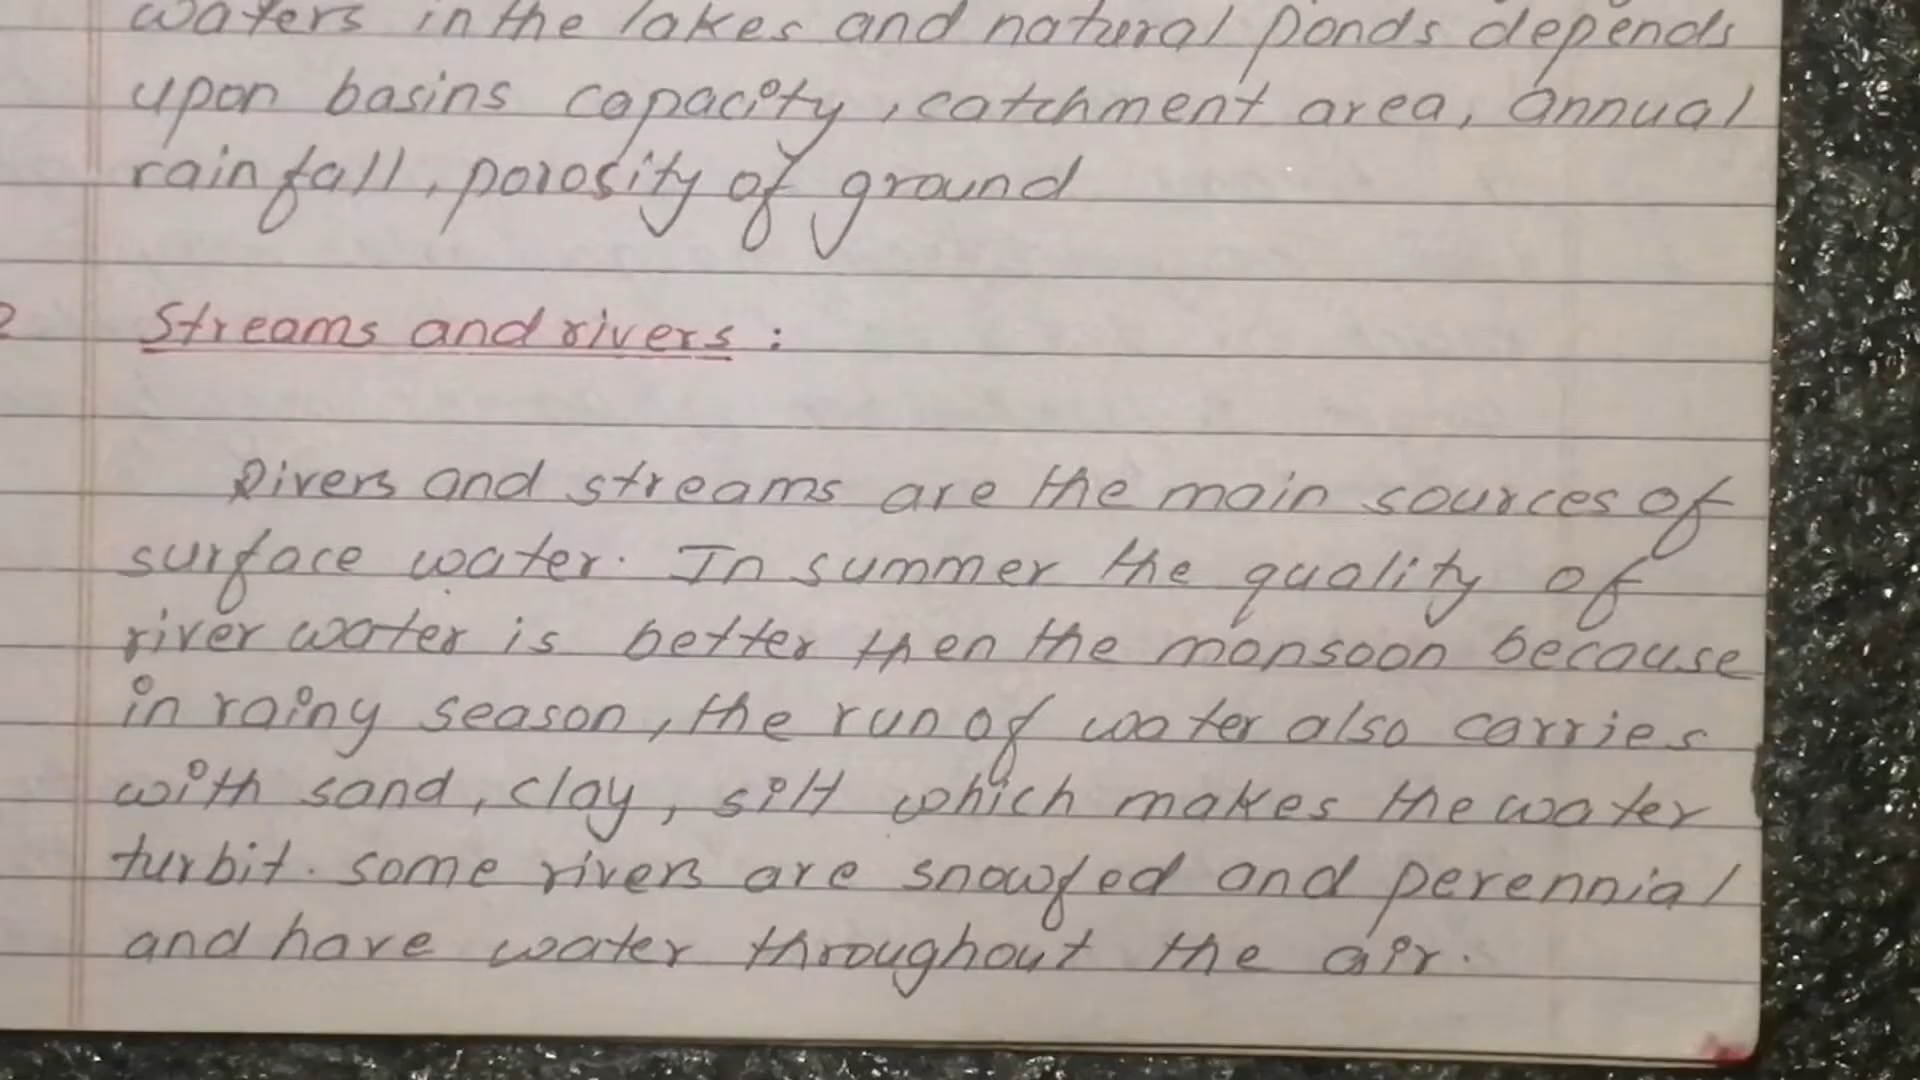 waters in the lakes and natural ponds depends
upon basins capacity, catchment area, annual
rainfall, porosity of ground
2 Streams and rivers :
Rivers and streams are the main sources of
surface water. In summer the quality of
river water is better then the monsoon because
in rainy season, the run of water also carries
with sand, clay, silt which makes the water
turbit. some rivers are snowfed and perennial
and have water throughout the air.